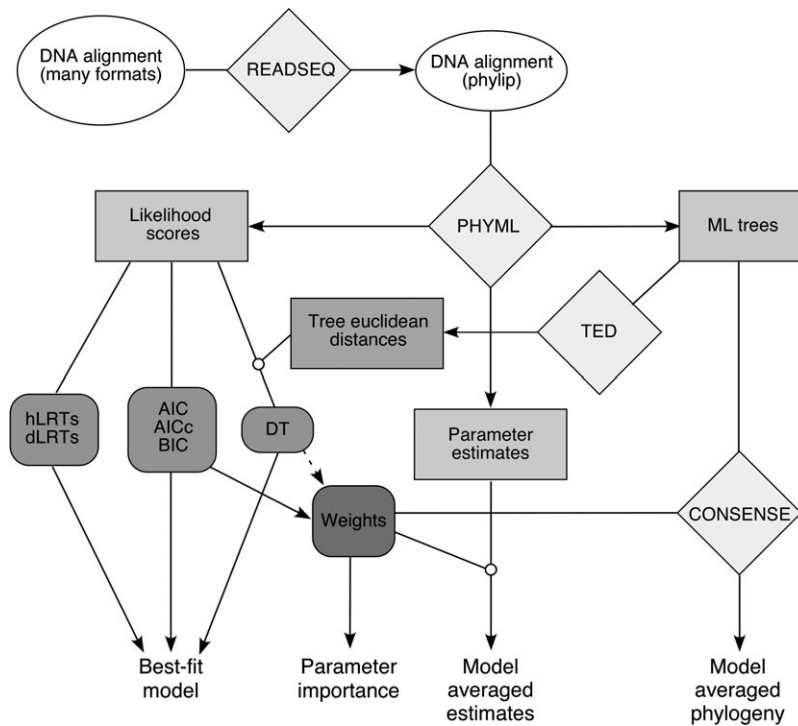 DNA alignment
(many formats)
READSEQ
DNA alignment
(phylip)
Likelihood
scores
PHYML
ML trees
Tree euclidean
distances
TED
hLRTs
dLRTs
AIC
AICc
BIC
DT
Parameter
estimates
Weights
CONSENSE
Best-fit
model
Parameter
importance
Model
averaged
estimates
Model
averaged
phylogeny